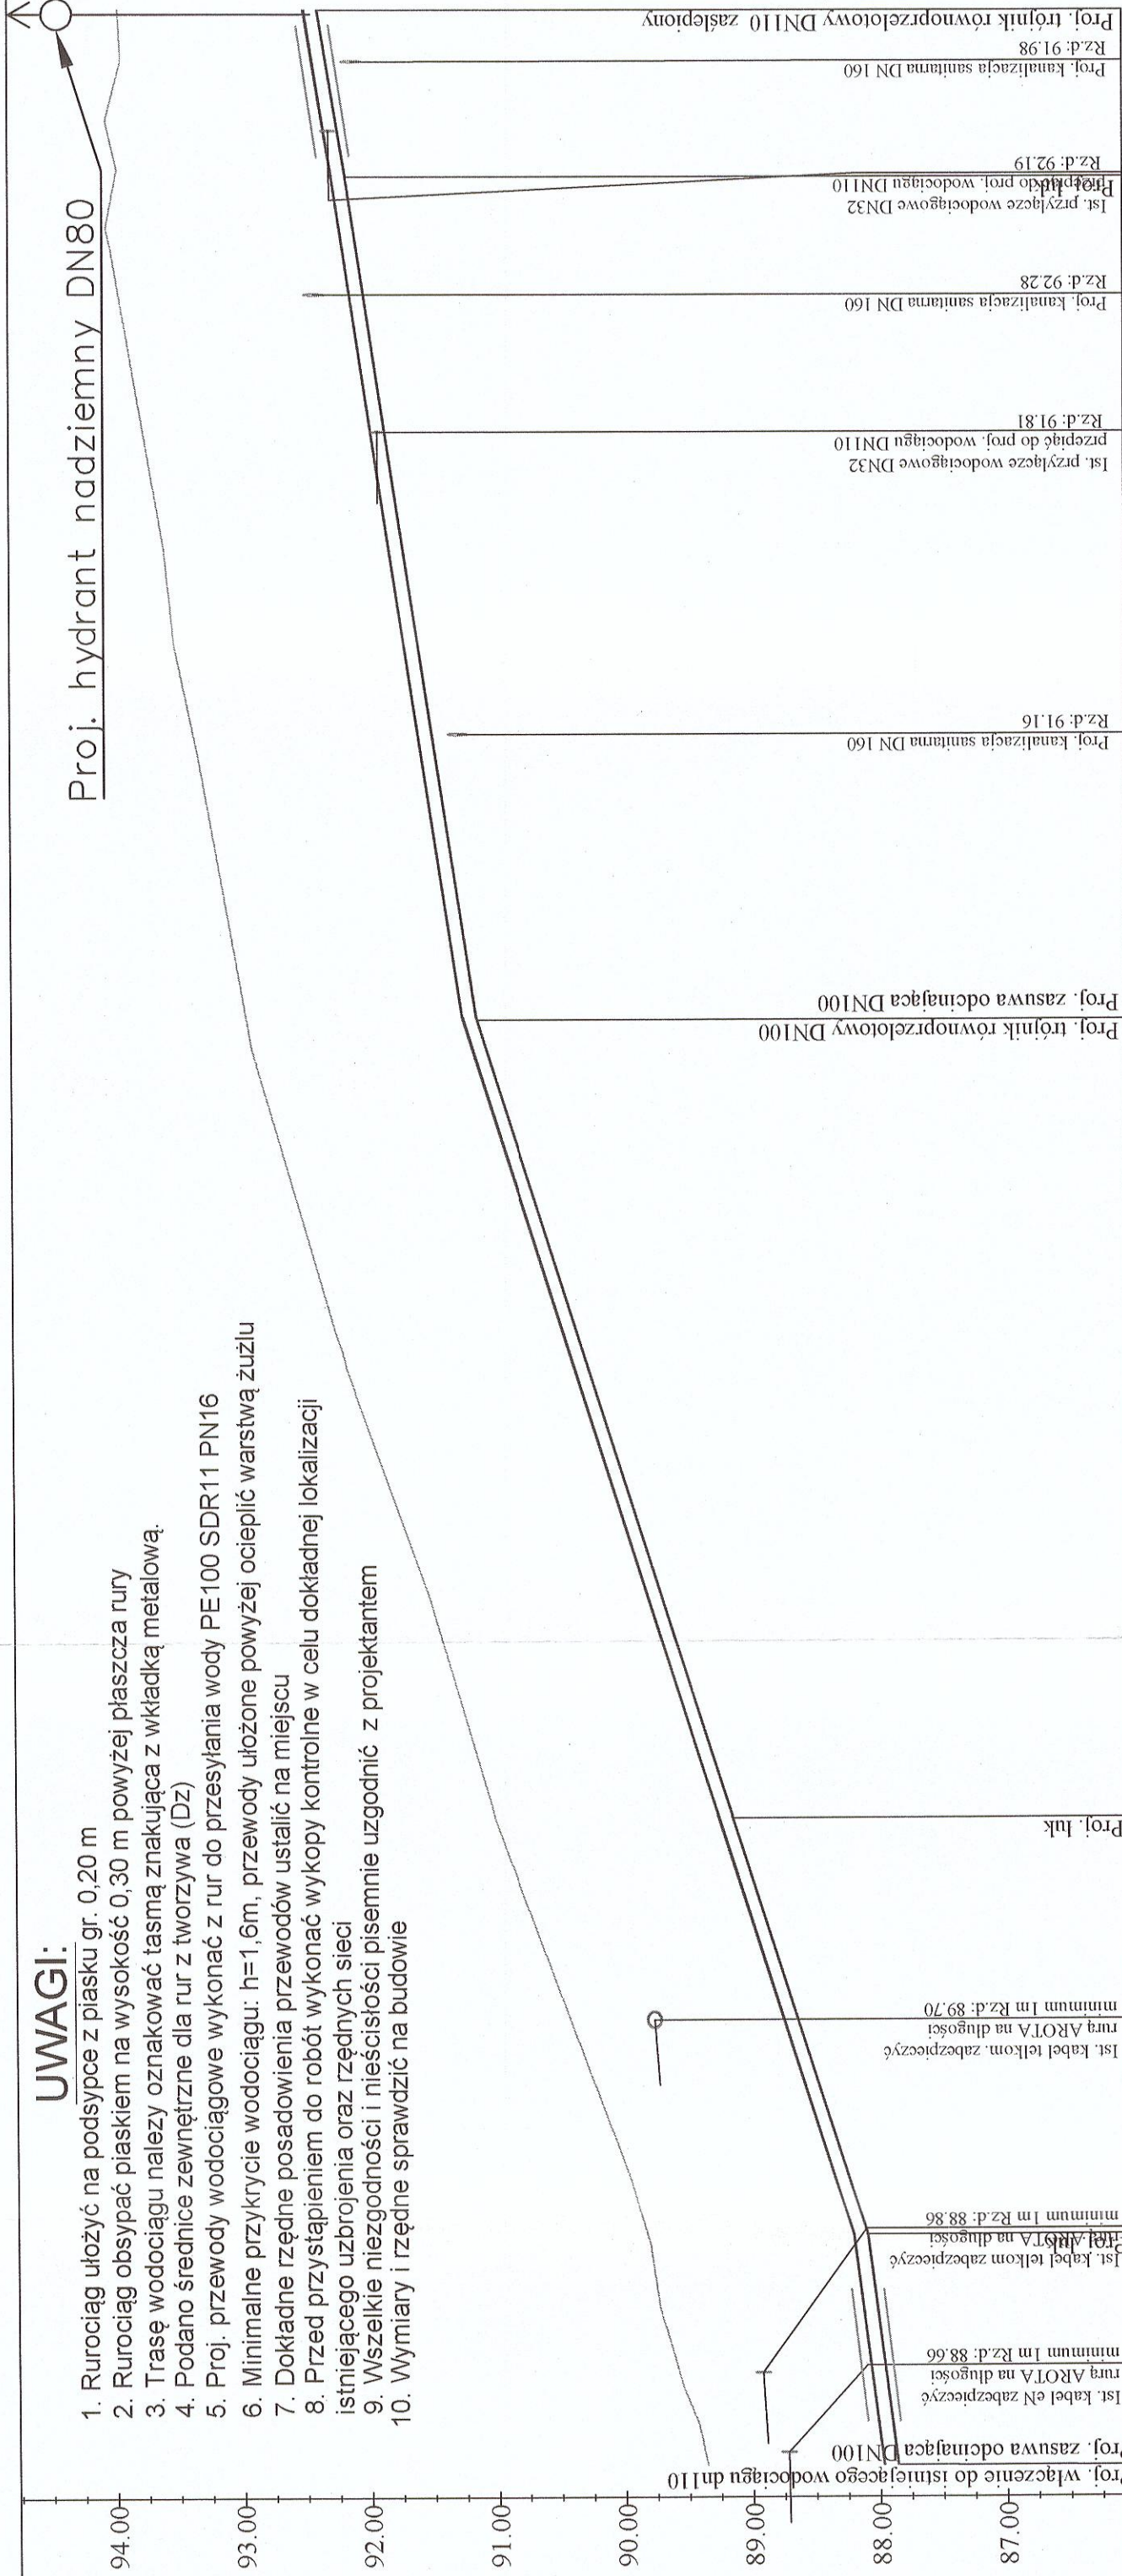 UWAGI:
1. Rurociąg ułożyć na podsypce z piasku gr. 0,20 m
2. Rurociąg obsypać piaskiem na wysokość 0,30 m powyżej płaszcza rury
3. Trasę wodociągu nalezy oznakować tasmą znakująca z wkładką metalową.
4. Podano średnice zewnętrzne dla rur z tworzywa (Dz)
5. Proj. przewody wodociągowe wykonać z rur do przesyłania wody PE100 SDR11 PN16
6. Minimalne przykrycie wodociągu: h=1,6m, przewody ułożone powyżej ocieplić warstwą żużlu
7. Dokładne rzędne posadowienia przewodów ustalić na miejscu
8. Przed przystąpieniem do robót wykonać wykopy kontrolne w celu dokładnej lokalizacji
istniejącego uzbrojenia oraz rzędnych sieci
9. Wszelkie niezgodności i nieścisłości pisemnie uzgodnić z projektantem
10. Wymiary i rzędne sprawdzić na budowie
Proj. hydrant nadziemny DN80
94.00
93.00
92.00
91.00
90.00
89.00
88.00
87.00
Proj. włączenie do istniejącego wodociągu dn110
Proj. zasuwa odcinająca DN100
Ist. kabel eN zabezpieczyć
rurą AROTA na długości
minimum 1m Rz.d: 88.66
Ist. kabel telkom zabezpieczyć
rurą AROTA na długości
minimum 1m Rz.d: 88.86
Proj. łuk
Ist. kabel telkom. zabezpieczyć
rurą AROTA na długości
minimum 1m Rz.d: 89.70
Proj. łuk
Proj. trójnik równoprzelotowy DN100
Proj. zasuwa odcinająca DN100
Proj. kanalizacja sanitarna DN 160
Rz.d: 91.16
Ist. przyłącze wodociągowe DN32
przepiąć do proj. wodociągu DN110
Rz.d: 91.81
Proj. kanalizacja sanitarna DN 160
Rz.d: 92.28
Ist. przyłącze wodociągowe DN32
przepiąć do proj. wodociągu DN110
Rz.d: 92.19
Proj. łuk
Proj. kanalizacja sanitarna DN 160
Rz.d: 91.98
Proj. trójnik równoprzelotowy DN110 zaślepiony